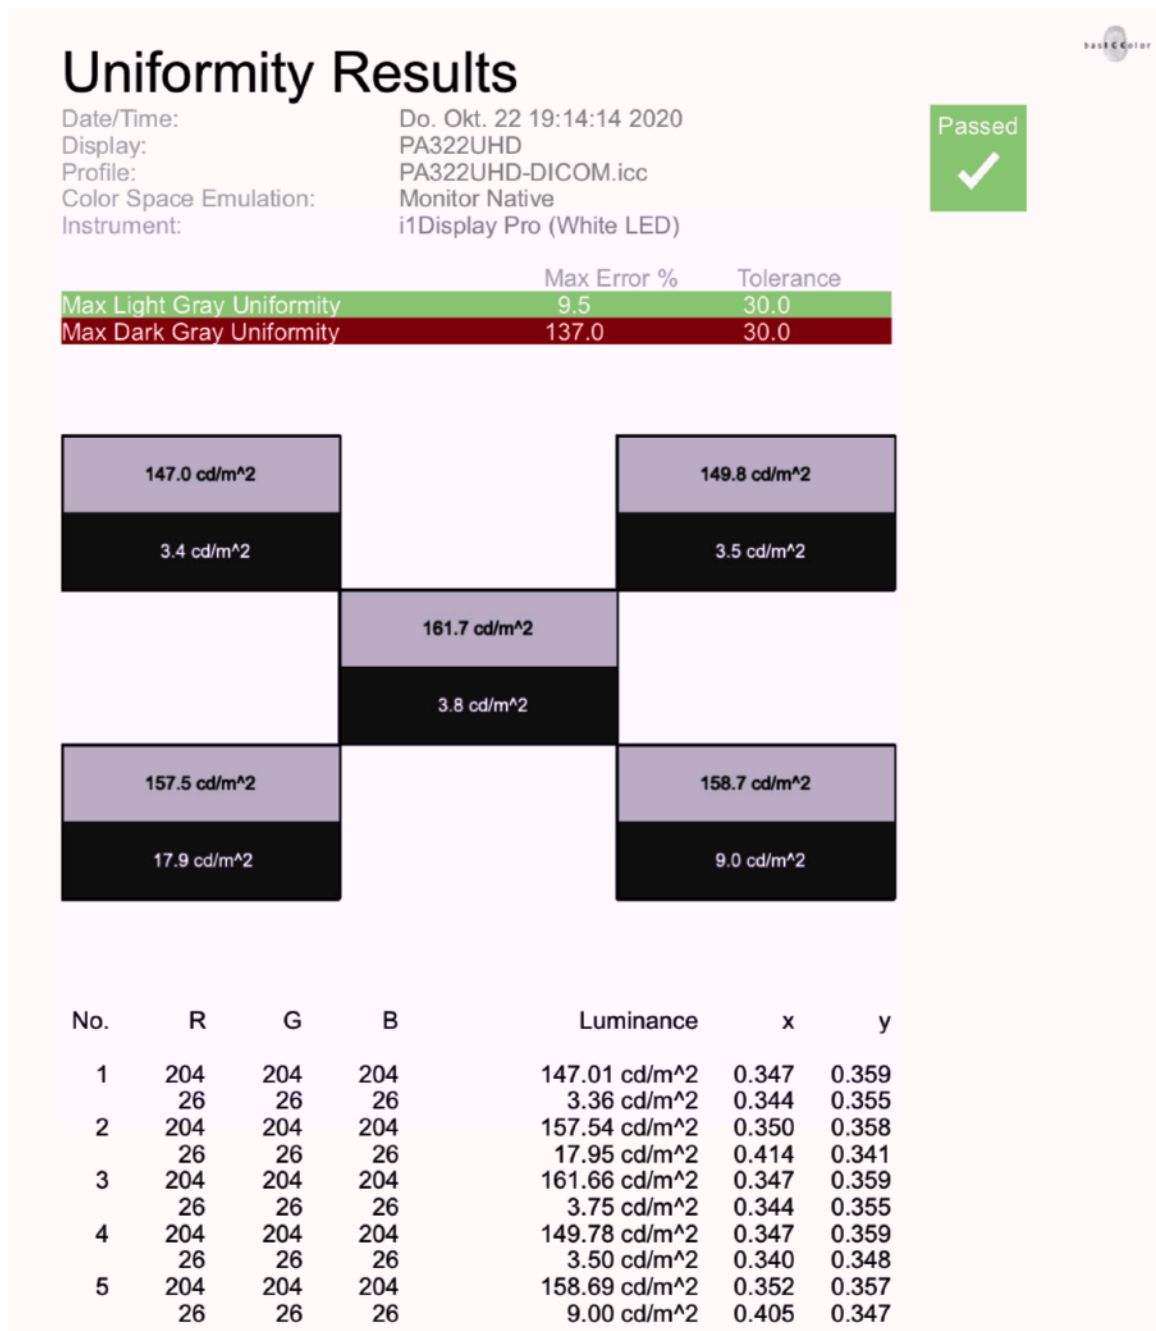 bastCColor
Uniformity Results
Date/Time: Do. Okt. 22 19:14:14 2020
Display: PA322UHD
Profile: PA322UHD-DICOM.icc
Color Space Emulation: Monitor Native
Instrument: i1Display Pro (White LED)
Passed
Max Error % Tolerance
Max Light Gray Uniformity 9.5 30.0
Max Dark Gray Uniformity 137.0 30.0
147.0 cd/m^2 149.8 cd/m^2
3.4 cd/m^2 3.5 cd/m^2
161.7 cd/m^2
3.8 cd/m^2
157.5 cd/m^2 158.7 cd/m^2
17.9 cd/m^2 9.0 cd/m^2
No. R G B Luminance x y
1 204 204 204 147.01 cd/m^2 0.347 0.359
26 26 26 3.36 cd/m^2 0.344 0.355
2 204 204 204 157.54 cd/m^2 0.350 0.358
26 26 26 17.95 cd/m^2 0.414 0.341
3 204 204 204 161.66 cd/m^2 0.347 0.359
26 26 26 3.75 cd/m^2 0.344 0.355
4 204 204 204 149.78 cd/m^2 0.347 0.359
26 26 26 3.50 cd/m^2 0.340 0.348
5 204 204 204 158.69 cd/m^2 0.352 0.357
26 26 26 9.00 cd/m^2 0.405 0.347